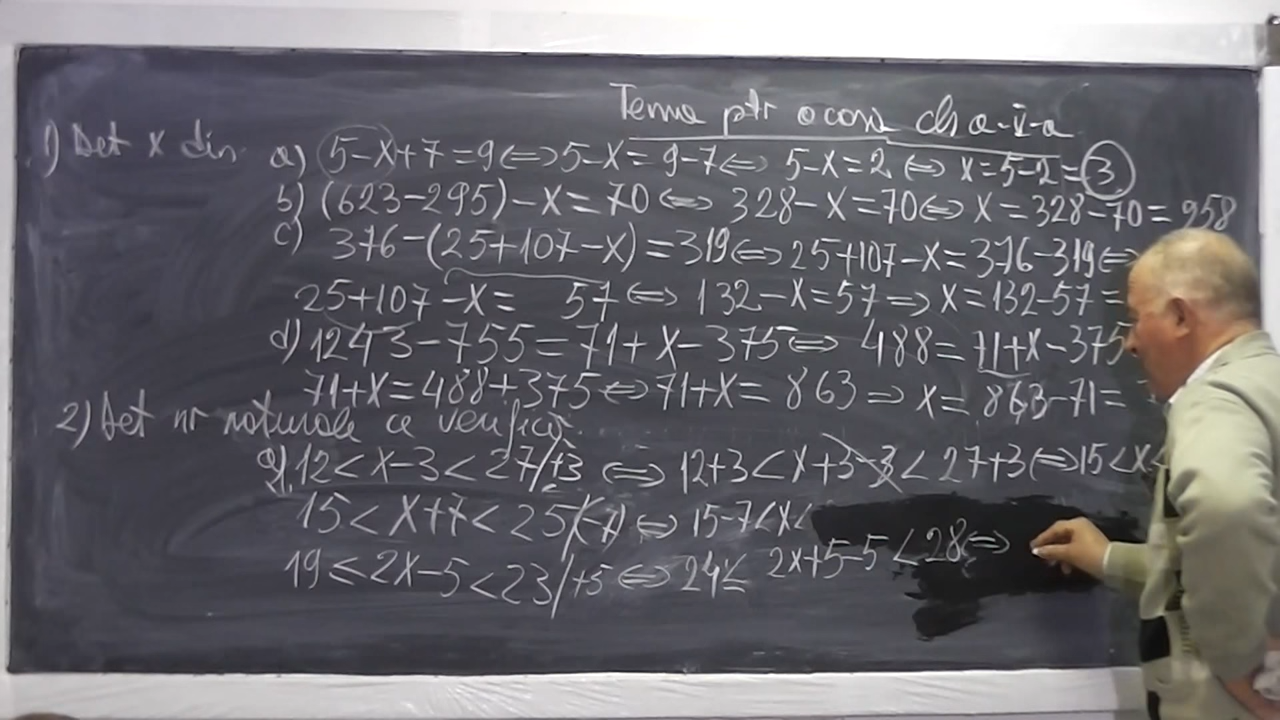 Tema ptr acasa cls a-V-a
1) Det x din a) 5-x+7=9⇔5-x=9-7⇔ 5-x=2 ⇔ x=5-2=3
b) (623-295)-x=70⇔ 328-x=70⇔ x=328-70=958
c) 376-(25+107-x)=319⇔25+107-x=376-319⇔
25+107-x= 57⇔ 132-x=57⇒ x=132-57=
d) 1243-755=71+x-375⇔ 488=71+x-375
71+x=488+375⇔71+x= 863 ⇒ x= 863-71=
2) Det nr naturale ce verifică
a) 12<x-3<27/+3 ⇔ 12+3<x+3-3<27+3⇔15<x<
15<x+7<25/(-7) ⇔ 15-7<x<
19≤2x-5<23/+5 ⇔ 24≤ 2x+5-5<28⇔